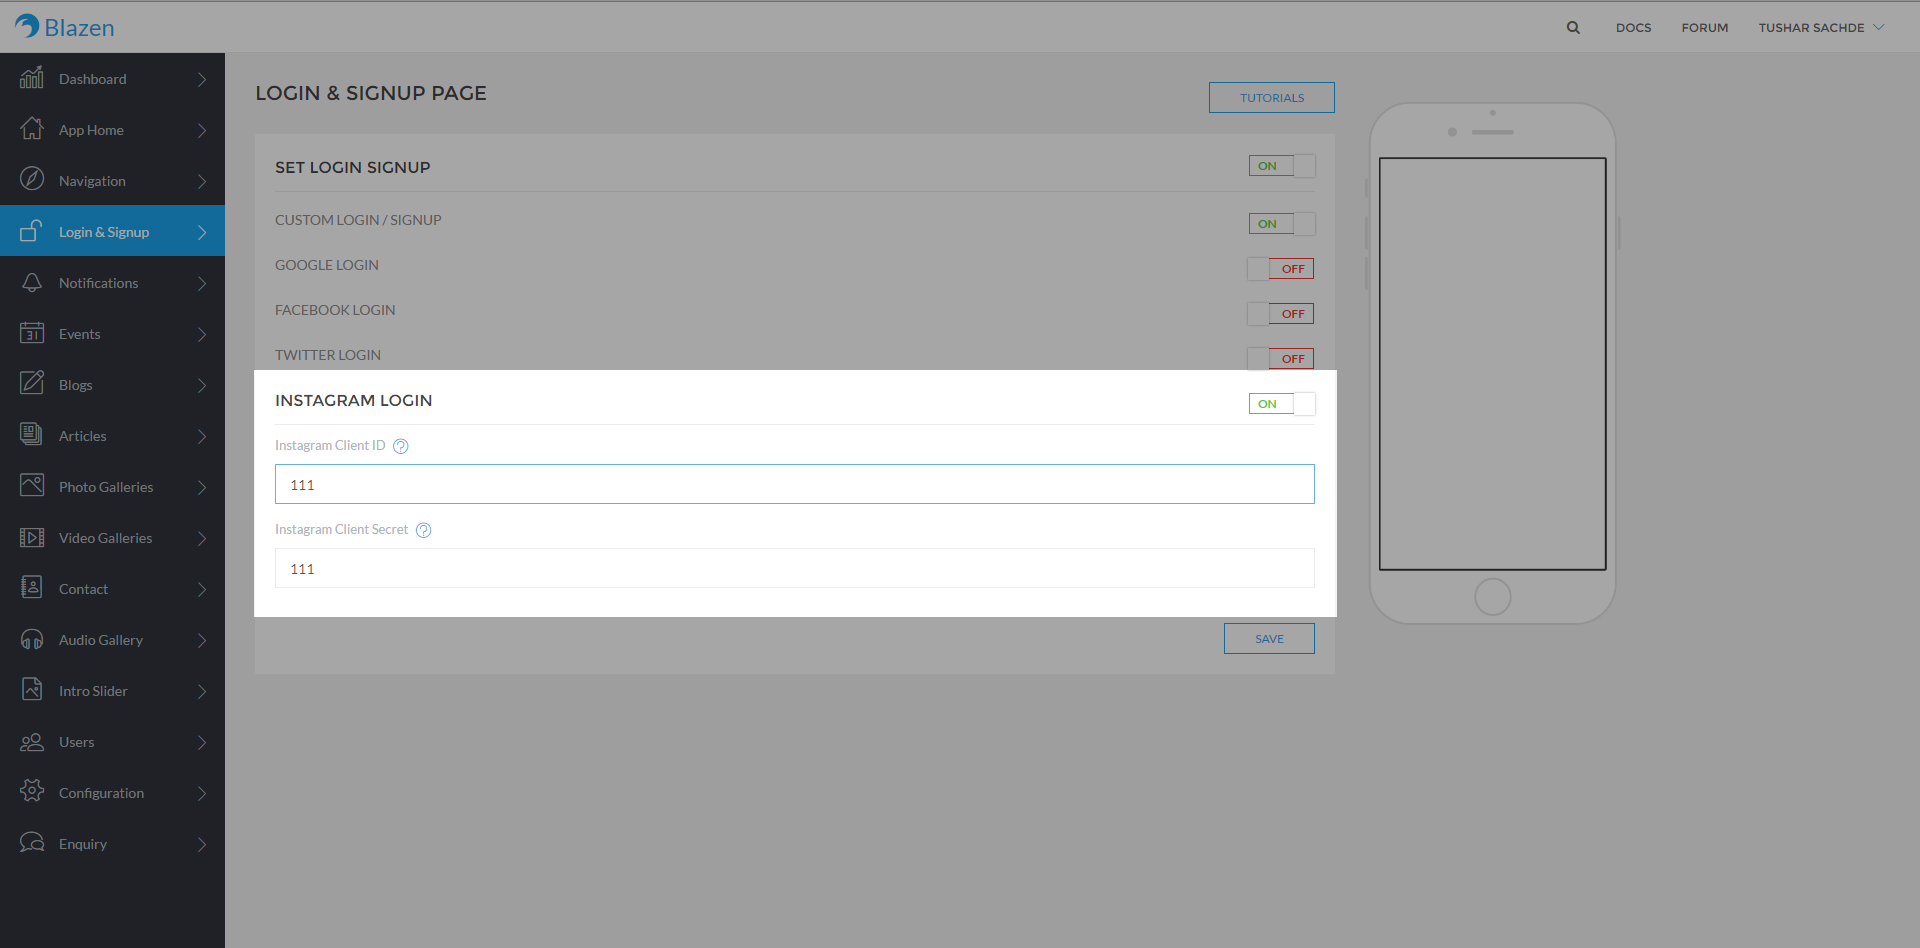 Blazen
DOCS
FORUM
TUSHAR SACHDE
Dashboard
App Home
Navigation
Login & Signup
Notifications
31
Events
Blogs
Articles
Photo Galleries
Video Galleries
Contact
Audio Gallery
Intro Slider
Users
Configuration
Enquiry
LOGIN & SIGNUP PAGE
TUTORIALS
SET LOGIN SIGNUP
ON
CUSTOM LOGIN / SIGNUP
ON
GOOGLE LOGIN
OFF
FACEBOOK LOGIN
OFF
TWITTER LOGIN
OFF
INSTAGRAM LOGIN
ON
Instagram Client ID ?
111
Instagram Client Secret ?
111
SAVE